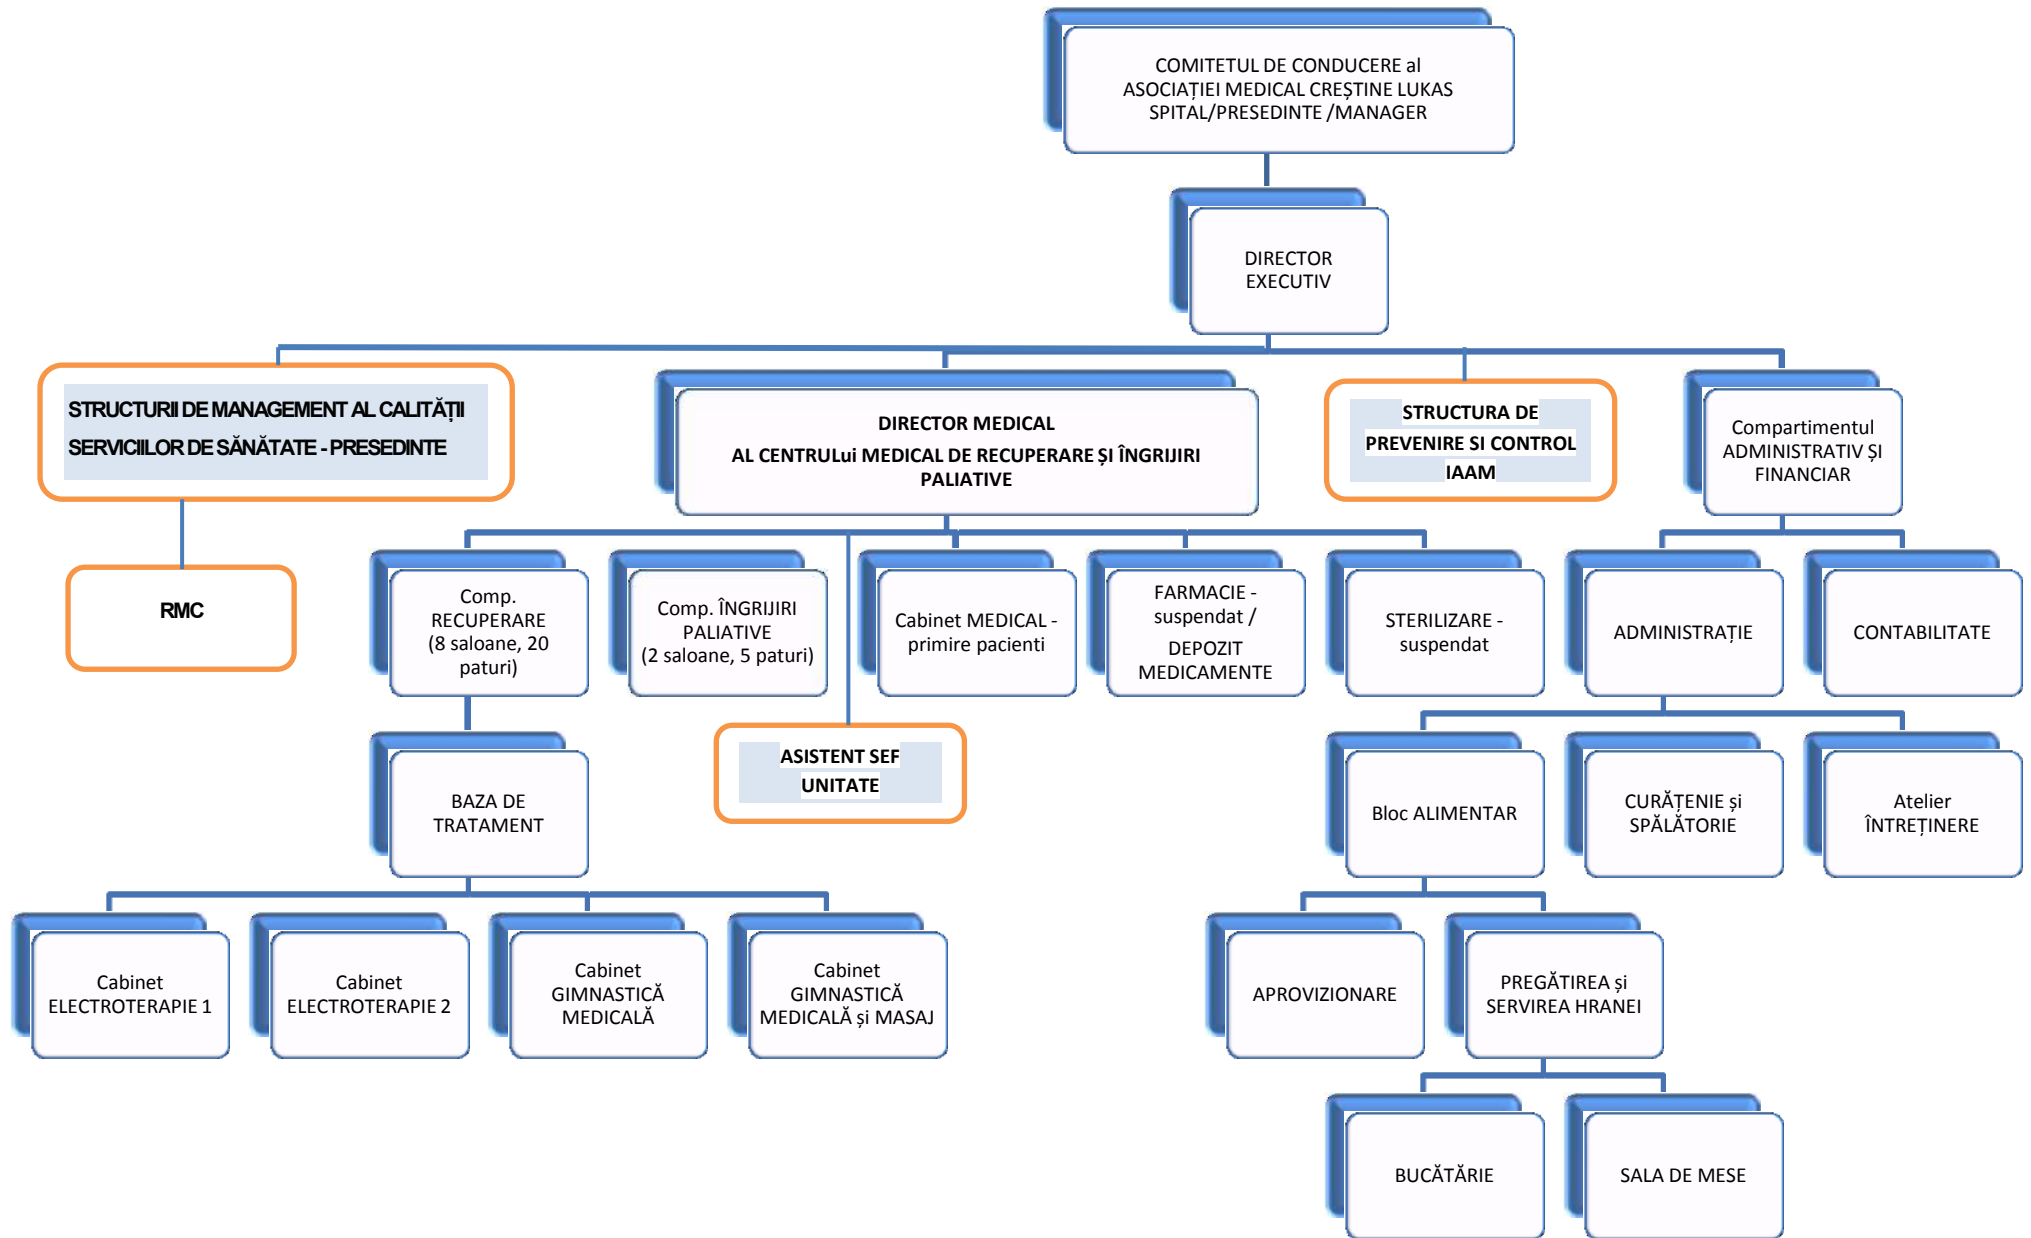 COMITETUL DE CONDUCERE al
ASOCIAȚIEI MEDICAL CREȘTINE LUKAS
SPITAL/PRESEDINTE /MANAGER
DIRECTOR
EXECUTIV
STRUCTURII DE MANAGEMENT AL CALITĂȚII
SERVICIILOR DE SĂNĂTATE - PRESEDINTE
DIRECTOR MEDICAL
AL CENTRULui MEDICAL DE RECUPERARE ȘI ÎNGRIJIRI
PALIATIVE
STRUCTURA DE
PREVENIRE SI CONTROL
IAAM
Compartimentul
ADMINISTRATIV ȘI
FINANCIAR
RMC
Comp.
RECUPERARE
(8 saloane, 20
paturi)
Comp. ÎNGRIJIRI
PALIATIVE
(2 saloane, 5 paturi)
Cabinet MEDICAL -
primire pacienti
FARMACIE -
suspendat /
DEPOZIT
MEDICAMENTE
STERILIZARE -
suspendat
ADMINISTRAȚIE
CONTABILITATE
ASISTENT SEF
UNITATE
BAZA DE
TRATAMENT
Bloc ALIMENTAR
CURĂȚENIE și
SPĂLĂTORIE
Atelier
ÎNTREȚINERE
Cabinet
ELECTROTERAPIE 1
Cabinet
ELECTROTERAPIE 2
Cabinet
GIMNASTICĂ
MEDICALĂ
Cabinet
GIMNASTICĂ
MEDICALĂ și MASAJ
APROVIZIONARE
PREGĂTIREA și
SERVIREA HRANEI
BUCĂTĂRIE
SALA DE MESE